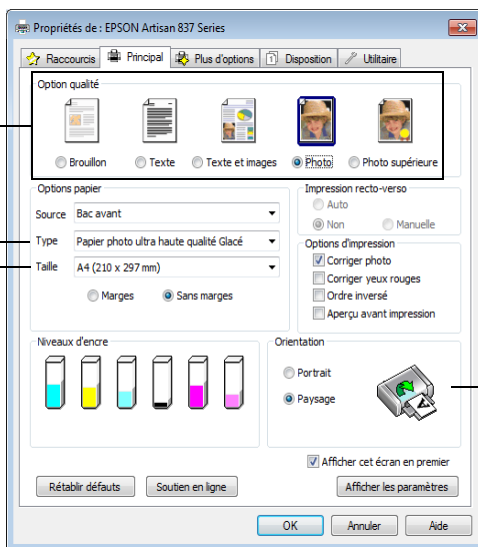 Propriétés de : EPSON Artisan 837 Series
Raccourcis Principal Plus d'options Disposition Utilitaire
Option qualité
Brouillon Texte Texte et images Photo Photo supérieure
Options papier
Source Bac avant
Type Papier photo ultra haute qualité Glacé
Taille A4 (210 x 297 mm)
Marges Sans marges
Impression recto-verso
Auto
Non Manuelle
Options d'impression
Corriger photo
Corriger yeux rouges
Ordre inversé
Aperçu avant impression
Niveaux d'encre
Orientation
Portrait
Paysage
Afficher cet écran en premier
Rétablir défauts Soutien en ligne Afficher les paramètres
OK Annuler Aide